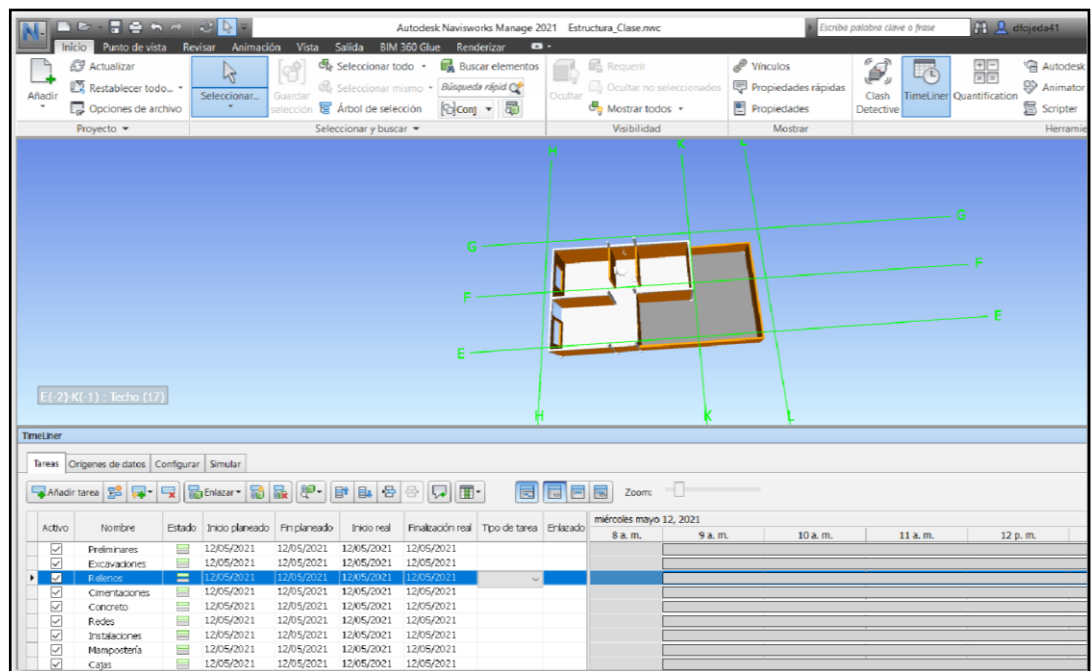 Autodesk Navisworks Manage 2021 Estructura_Clase.nwc
Escriba palabra clave o frase
dfojeda41
Inicio Punto de vista Revisar Animación Vista Salida BIM 360 Glue Renderizar
Añadir
Actualizar
Restablecer todo...
Opciones de archivo
Proyecto
Seleccionar...
Guardar selección
Seleccionar todo
Seleccionar mismo
Árbol de selección
Buscar elementos
Búsqueda rápid
Conj
Seleccionar y buscar
Ocultar
Requerir
Ocultar no seleccionados
Mostrar todos
Visibilidad
Vínculos
Propiedades rápidas
Propiedades
Mostrar
Clash Detective
TimeLiner
Quantification
Autodesk
Animator
Scripter
Herramie
H K L
G G
F F
E E
H K L
E(-2)-K(-1) : Techo (17)
TimeLiner
Tareas Orígenes de datos Configurar Simular
Añadir tarea Enlazar Zoom:
Activo Nombre Estado Inicio planeado Fin planeado Inicio real Finalización real Tipo de tarea Enlazado
miércoles mayo 12, 2021
8 a. m. 9 a. m. 10 a. m. 11 a. m. 12 p. m.
Preliminares 12/05/2021 12/05/2021 12/05/2021 12/05/2021
Excavaciones 12/05/2021 12/05/2021 12/05/2021 12/05/2021
Rellenos 12/05/2021 12/05/2021 12/05/2021 12/05/2021
Cimentaciones 12/05/2021 12/05/2021 12/05/2021 12/05/2021
Concreto 12/05/2021 12/05/2021 12/05/2021 12/05/2021
Redes 12/05/2021 12/05/2021 12/05/2021 12/05/2021
Instalaciones 12/05/2021 12/05/2021 12/05/2021 12/05/2021
Mampostería 12/05/2021 12/05/2021 12/05/2021 12/05/2021
Cajas 12/05/2021 12/05/2021 12/05/2021 12/05/2021